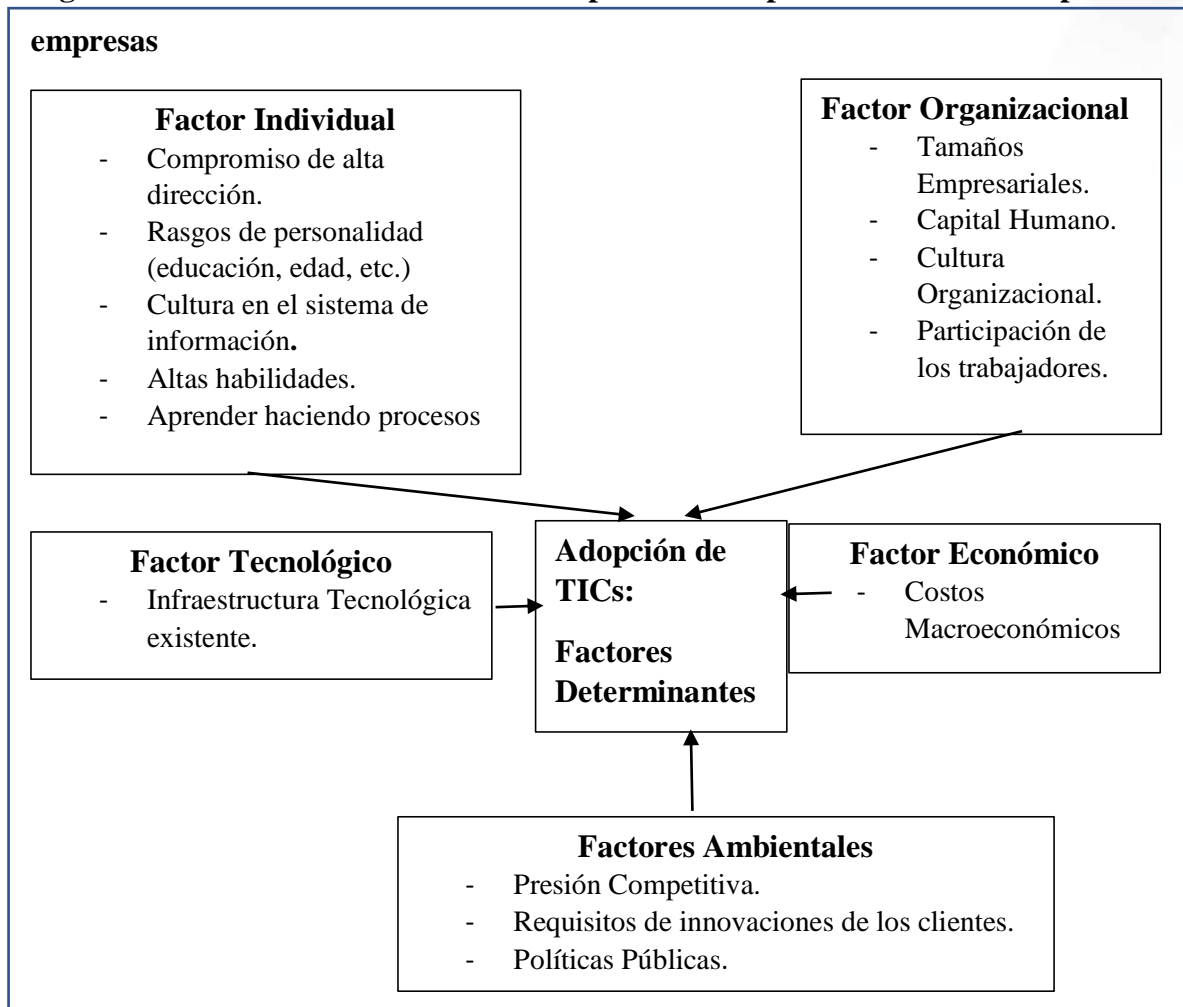 empresas
Factor Individual
- Compromiso de alta
dirección.
- Rasgos de personalidad
(educación, edad, etc.)
- Cultura en el sistema de
información.
- Altas habilidades.
- Aprender haciendo procesos
Factor Organizacional
- Tamaños
Empresariales.
- Capital Humano.
- Cultura
Organizacional.
- Participación de
los trabajadores.
Factor Tecnológico
- Infraestructura Tecnológica
existente.
Adopción de
TICs:
Factores
Determinantes
Factor Económico
- Costos
Macroeconómicos
Factores Ambientales
- Presión Competitiva.
- Requisitos de innovaciones de los clientes.
- Políticas Públicas.